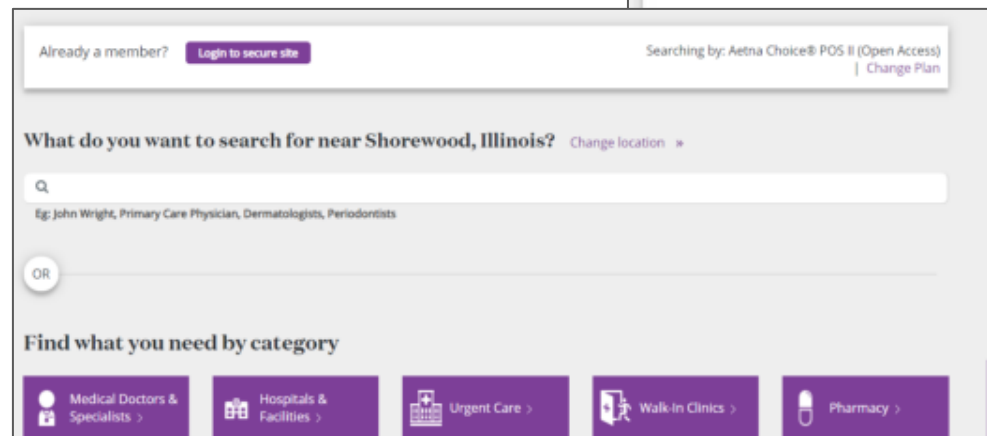 Already a member? Login to secure site Searching by: Aetna Choice® POS II (Open Access)
| Change Plan
What do you want to search for near Shorewood, Illinois? Change location »
Eg: John Wright, Primary Care Physician, Dermatologists, Periodontists
OR
Find what you need by category
Medical Doctors &
Specialists >
Hospitals &
Facilities >
Urgent Care >
Walk-In Clinics >
Pharmacy >